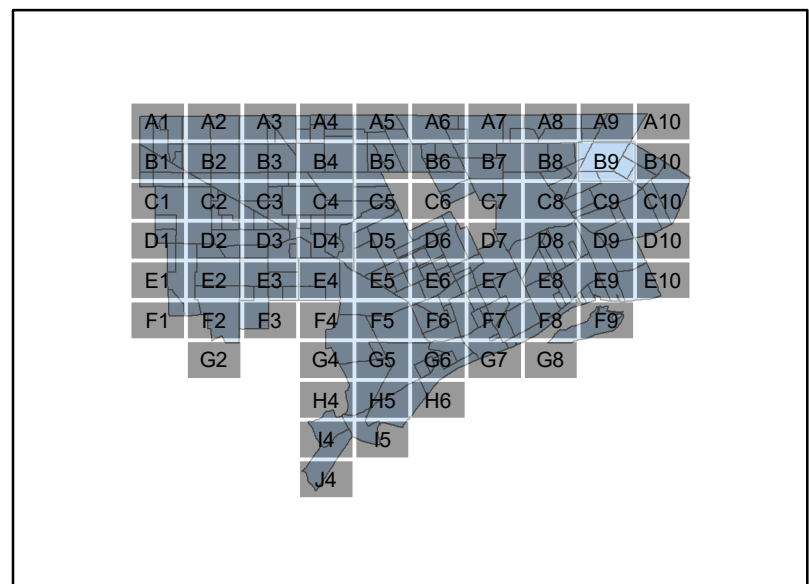 A1 A2 A3 A4 A5 A6 A7 A8 A9 A10
B1 B2 B3 B4 B5 B6 B7 B8 B9 B10
C1 C2 C3 C4 C5 C6 C7 C8 C9 C10
D1 D2 D3 D4 D5 D6 D7 D8 D9 D10
E1 E2 E3 E4 E5 E6 E7 E8 E9 E10
F1 F2 F3 F4 F5 F6 F7 F8 F9
G2 G4 G5 G6 G7 G8
H4 H5 H6
I4 I5
J4